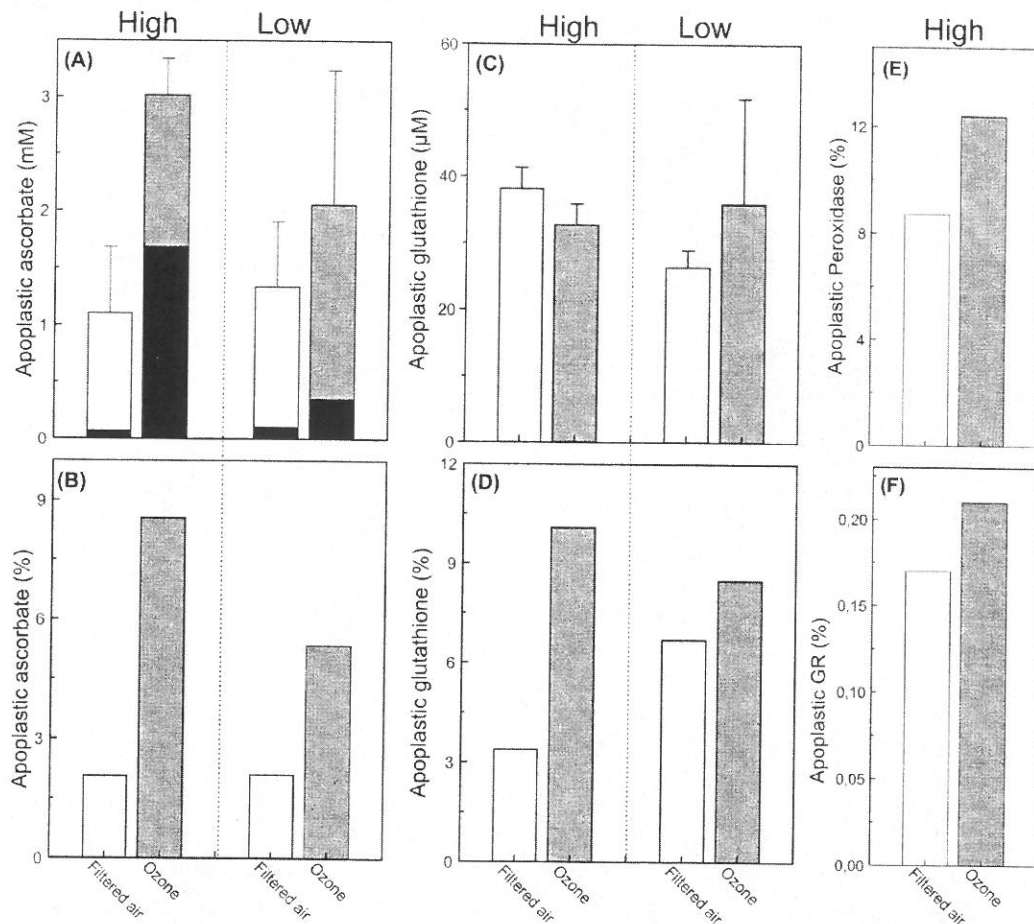 High Low
(A)
Apoplastic ascorbate (mM)
3
2
1
0
High Low
(C)
Apoplastic glutathione (µM)
60
40
20
0
High
(E)
Apoplastic Peroxidase (%)
12
8
4
0
(B)
Apoplastic ascorbate (%)
9
6
3
0
Filtered air Ozone Filtered air Ozone
(D)
Apoplastic glutathione (%)
12
9
6
3
0
Filtered air Ozone Filtered air Ozone
(F)
Apoplastic GR (%)
0,20
0,15
0,10
0,05
0,00
Filtered air Ozone